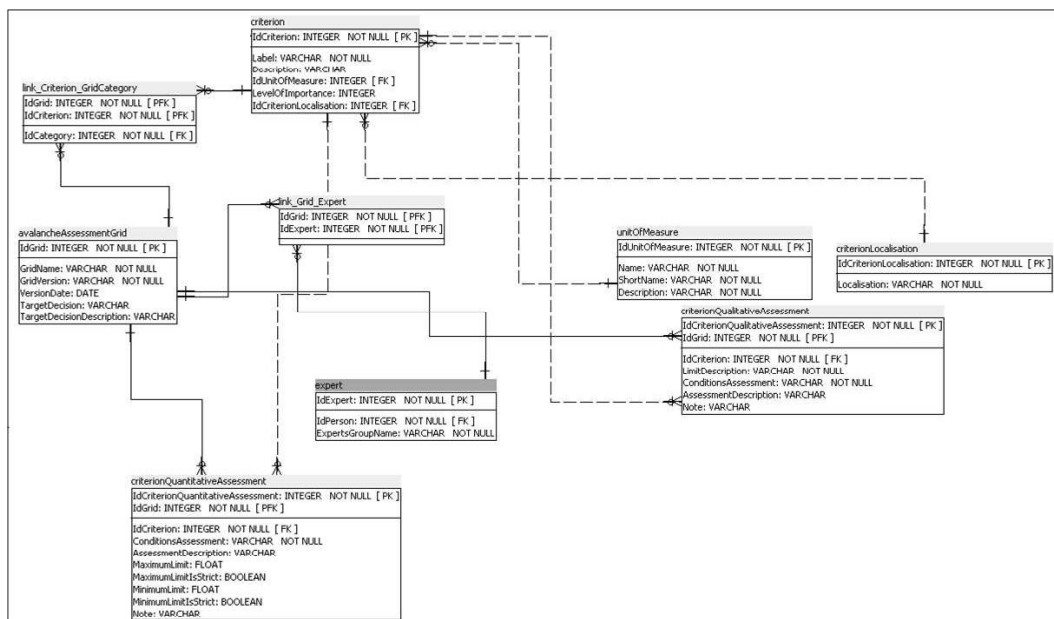 criterion
IdCriterion: INTEGER NOT NULL [ PK ]
Label: VARCHAR NOT NULL
Description: VARCHAR
IdUnitOfMeasure: INTEGER [ FK ]
LevelOfImportance: INTEGER
IdCriterionLocalisation: INTEGER [ FK ]
link_Criterion_GridCategory
IdGrid: INTEGER NOT NULL [ PFK ]
IdCriterion: INTEGER NOT NULL [ PFK ]
IdCategory: INTEGER NOT NULL [ FK ]
link_Grid_Expert
IdGrid: INTEGER NOT NULL [ PFK ]
IdExpert: INTEGER NOT NULL [ PFK ]
avalancheAssessmentGrid
IdGrid: INTEGER NOT NULL [ PK ]
GridName: VARCHAR NOT NULL
GridVersion: VARCHAR NOT NULL
VersionDate: DATE
TargetDecision: VARCHAR
TargetDecisionDescription: VARCHAR
unitOfMeasure
IdUnitOfMeasure: INTEGER NOT NULL [ PK ]
Name: VARCHAR NOT NULL
ShortName: VARCHAR NOT NULL
Description: VARCHAR NOT NULL
criterionLocalisation
IdCriterionLocalisation: INTEGER NOT NULL [ PK ]
Localisation: VARCHAR NOT NULL
criterionQualitativeAssessment
IdCriterionQualitativeAssessment: INTEGER NOT NULL [ PK ]
IdGrid: INTEGER NOT NULL [ PFK ]
IdCriterion: INTEGER NOT NULL [ FK ]
LimitDescription: VARCHAR NOT NULL
ConditionsAssessment: VARCHAR NOT NULL
AssessmentDescription: VARCHAR
Note: VARCHAR
expert
IdExpert: INTEGER NOT NULL [ PK ]
IdPerson: INTEGER NOT NULL [ FK ]
ExpertsGroupName: VARCHAR NOT NULL
criterionQuantitativeAssessment
IdCriterionQuantitativeAssessment: INTEGER NOT NULL [ PK ]
IdGrid: INTEGER NOT NULL [ PFK ]
IdCriterion: INTEGER NOT NULL [ FK ]
ConditionsAssessment: VARCHAR NOT NULL
AssessmentDescription: VARCHAR
MaximumLimit: FLOAT
MaximumLimitIsStrict: BOOLEAN
MinimumLimit: FLOAT
MinimumLimitIsStrict: BOOLEAN
Note: VARCHAR